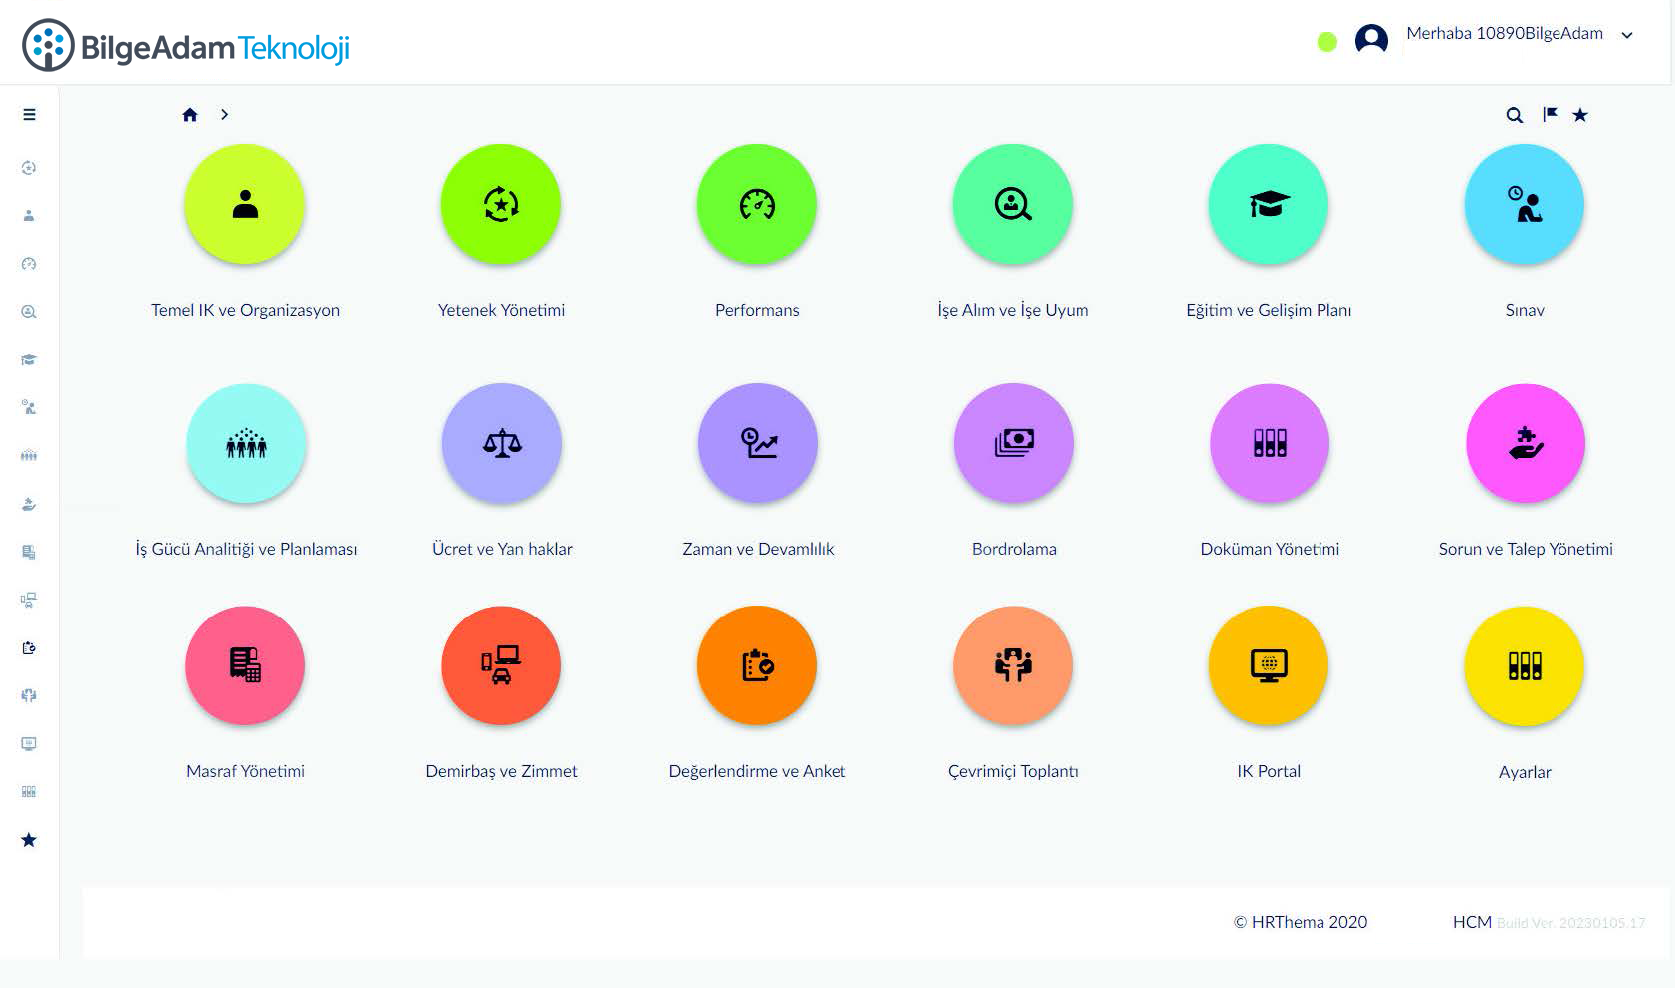 BilgeAdam Teknoloji
Merhaba 10890BilgeAdam
Temel IK ve Organizasyon
Yetenek Yönetimi
Performans
İşe Alım ve İşe Uyum
Eğitim ve Gelişim Planı
Sınav
İş Gücü Analitiği ve Planlaması
Ücret ve Yan haklar
Zaman ve Devamlılık
Bordrolama
Doküman Yönetimi
Sorun ve Talep Yönetimi
Masraf Yönetimi
Demirbaş ve Zimmet
Değerlendirme ve Anket
Çevrimiçi Toplantı
IK Portal
Ayarlar
© HRThema 2020
HCM Build Ver. 20230105.17